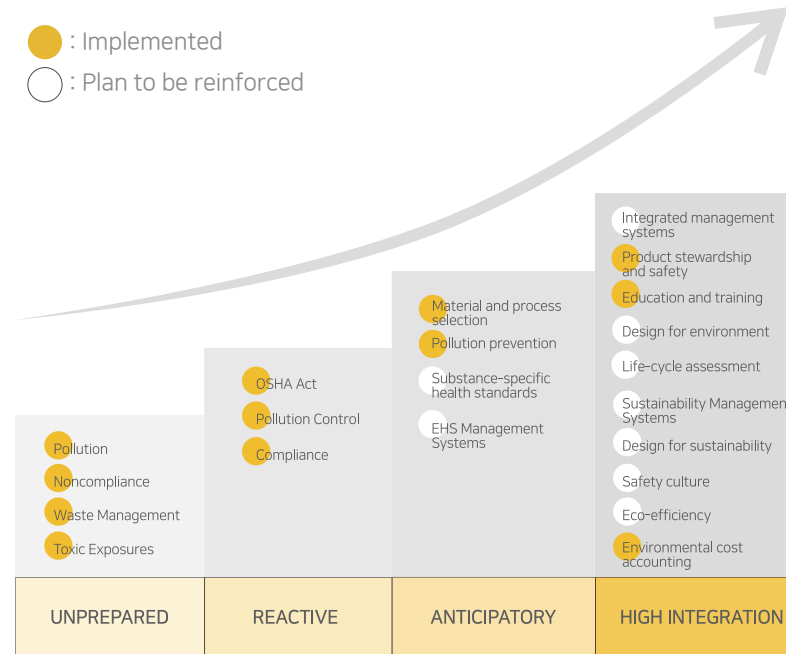 : Implemented
: Plan to be reinforced
Pollution
Noncompliance
Waste Management
Toxic Exposures
OSHA Act
Pollution Control
Compliance
Material and process
selection
Pollution prevention
Substance-specific
health standards
EHS Management
Systems
Integrated management
systems
Product stewardship
and safety
Education and training
Design for environment
Life-cycle assessment
Sustainability Managemen
Systems
Design for sustainability
Safety culture
Eco-efficiency
Environmental cost
accounting
UNPREPARED
REACTIVE
ANTICIPATORY
HIGH INTEGRATION